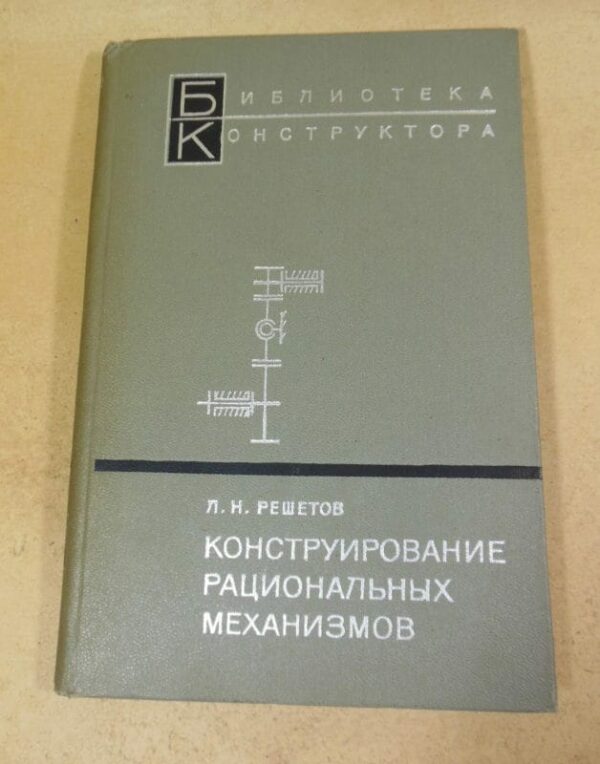 БИБЛИОТЕКА
КОНСТРУКТОРА
Л. Н. РЕШЕТОВ
КОНСТРУИРОВАНИЕ
РАЦИОНАЛЬНЫХ
МЕХАНИЗМОВ